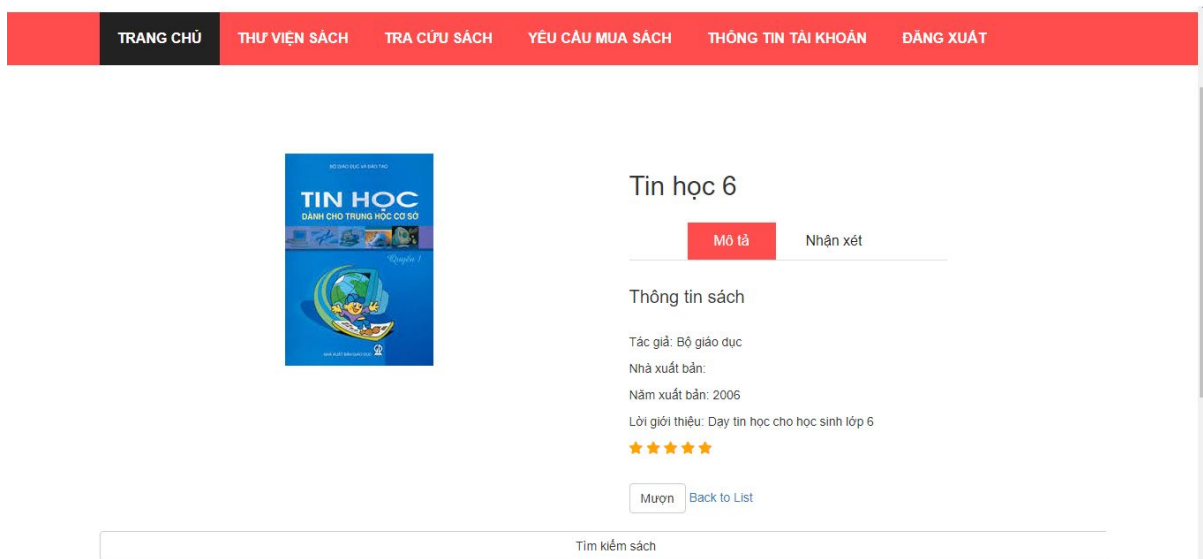 TRANG CHỦ THƯ VIỆN SÁCH TRA CỨU SÁCH YÊU CẦU MUA SÁCH THÔNG TIN TÀI KHOẢN ĐĂNG XUẤT
BỘ GIÁO DỤC VÀ ĐÀO TẠO
TIN HỌC
DÀNH CHO TRUNG HỌC CƠ SỞ
Quyển 1
NHÀ XUẤT BẢN GIÁO DỤC
Tin học 6
Mô tả Nhận xét
Thông tin sách
Tác giả: Bộ giáo dục
Nhà xuất bản:
Năm xuất bản: 2006
Lời giới thiệu: Dạy tin học cho học sinh lớp 6
Mượn Back to List
Tìm kiếm sách